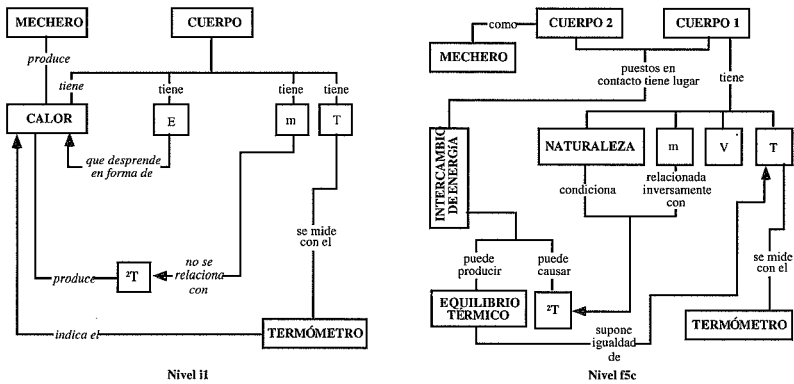 MECHERO
CUERPO
produce
tiene
tiene
tiene
tiene
CALOR
E
m
T
que desprende
en forma de
se mide
con el
no se
relaciona
con
produce
²T
indica el
TERMÓMETRO
Nivel i1
como
CUERPO 2
CUERPO 1
MECHERO
puestos en
contacto tiene lugar
tiene
INTERCAMBIO
DE ENERGÍA
NATURALEZA
m
V
T
condiciona
relacionada
inversamente
con
puede
producir
puede
causar
se mide
con el
EQUILIBRIO
TÉRMICO
²T
supone
igualdad
de
TERMÓMETRO
Nivel f5c